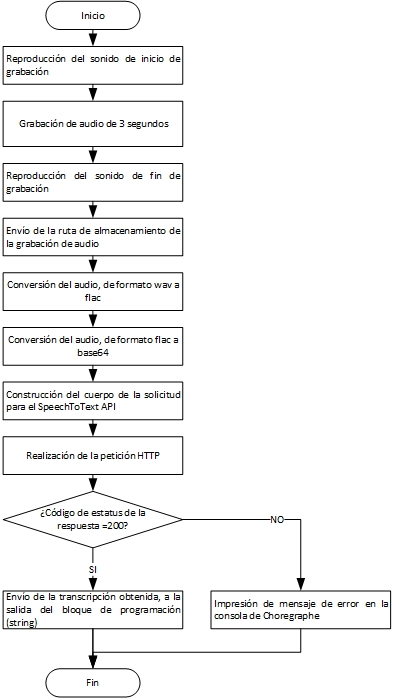 Inicio
Reproducción del sonido de inicio de
grabación
Grabación de audio de 3 segundos
Reproducción del sonido de fin de
grabación
Envío de la ruta de almacenamiento de
la grabación de audio
Conversión del audio, de formato wav a
flac
Conversión del audio, de formato flac a
base64
Construcción del cuerpo de la solicitud
para el SpeechToText API
Realización de la petición HTTP
¿Código de estatus de la
respuesta =200?
NO
SI
Envío de la transcripción obtenida, a la
salida del bloque de programación
(string)
Impresión de mensaje de error en la
consola de Choregraphe
Fin